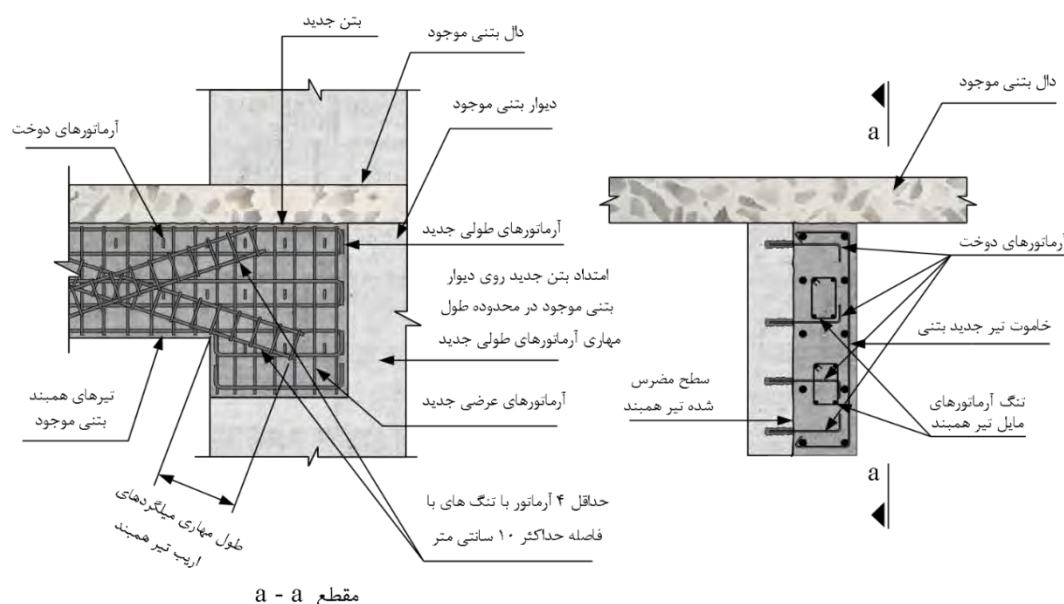 بتن جدید
دال بتنی موجود
دیوار بتنی موجود
آرماتورهای دوخت
آرماتورهای طولی جدید
امتداد بتن جدید روی دیوار
بتنی موجود در محدوده طول
مهاری آرماتورهای طولی جدید
آرماتورهای عرضی جدید
تیرهای همبند
بتنی موجود
طول مهاری میلگردهای
اریب تیر همبند
حداقل ۴ آرماتور با تنگ های با
فاصله حداکثر ۱۰ سانتی متر
مقطع a - a
دال بتنی موجود
a
آرماتورهای دوخت
خاموت تیر جدید بتنی
سطح مضرس
شده تیر همبند
تنگ آرماتورهای
مایل تیر همبند
a